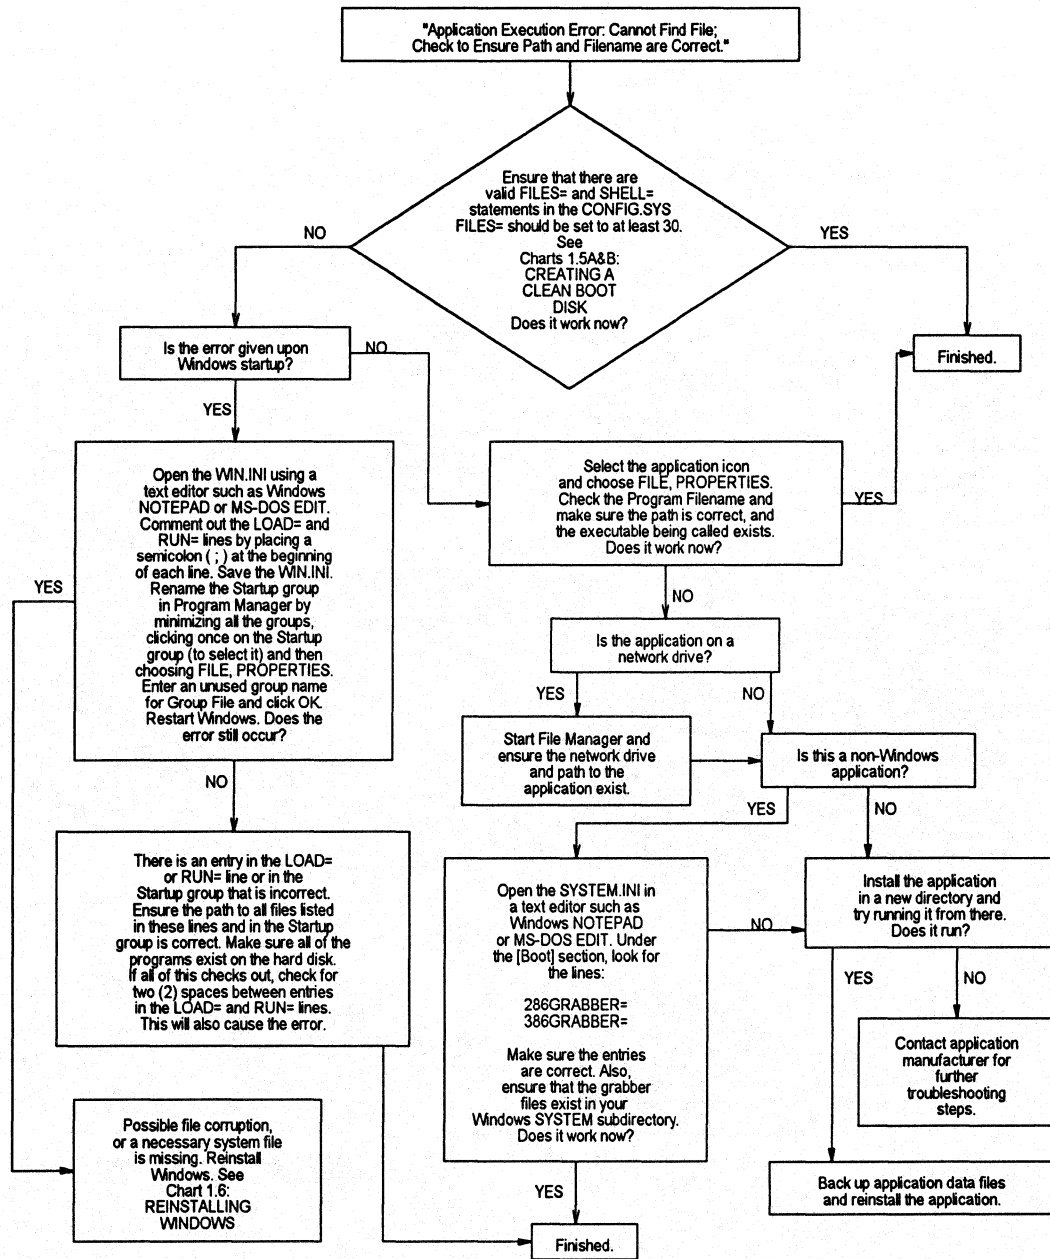 "Application Execution Error: Cannot Find File;
Check to Ensure Path and Filename are Correct."
Ensure that there are
valid FILES= and SHELL=
statements in the CONFIG.SYS
FILES= should be set to at least 30.
See
Charts 1.5A&B:
CREATING A
CLEAN BOOT
DISK
Does it work now?
NO
YES
Is the error given upon
Windows startup?
NO
Finished.
YES
Open the WIN.INI using a
text editor such as Windows
NOTEPAD or MS-DOS EDIT.
Comment out the LOAD= and
RUN= lines by placing a
semicolon ( ; ) at the beginning
of each line. Save the WIN.INI.
Rename the Startup group
in Program Manager by
minimizing all the groups,
clicking once on the Startup
group (to select it) and then
choosing FILE, PROPERTIES.
Enter an unused group name
for Group File and click OK.
Restart Windows. Does the
error still occur?
YES
Select the application icon
and choose FILE, PROPERTIES.
Check the Program Filename and
make sure the path is correct, and
the executable being called exists.
Does it work now?
YES
NO
Is the application on a
network drive?
YES
NO
Start File Manager and
ensure the network drive
and path to the
application exist.
Is this a non-Windows
application?
NO
YES
NO
There is an entry in the LOAD=
or RUN= line or in the
Startup group that is incorrect.
Ensure the path to all files listed
in these lines and in the Startup
group is correct. Make sure all of the
programs exist on the hard disk.
If all of this checks out, check for
two (2) spaces between entries
in the LOAD= and RUN= lines.
This will also cause the error.
Open the SYSTEM.INI in
a text editor such as
Windows NOTEPAD
or MS-DOS EDIT. Under
the [Boot] section, look for
the lines:
286GRABBER=
386GRABBER=
Make sure the entries
are correct. Also,
ensure that the grabber
files exist in your
Windows SYSTEM subdirectory.
Does it work now?
NO
Install the application
in a new directory and
try running it from there.
Does it run?
YES
NO
Contact application
manufacturer for
further
troubleshooting
steps.
Possible file corruption,
or a necessary system file
is missing. Reinstall
Windows. See
Chart 1.6:
REINSTALLING
WINDOWS
Back up application data files
and reinstall the application.
YES
Finished.